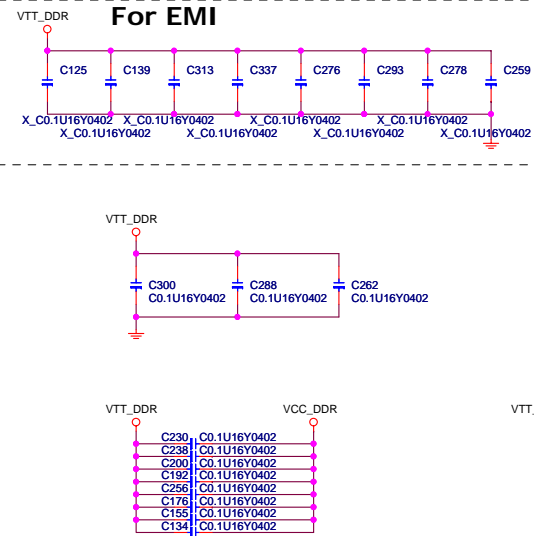 For EMI
VTT_DDR
C125 C139 C313 C337 C276 C293 C278 C259
X_C0.1U16Y0402 X_C0.1U16Y0402 X_C0.1U16Y0402 X_C0.1U16Y0402
X_C0.1U16Y0402 X_C0.1U16Y0402 X_C0.1U16Y0402 X_C0.1U16Y0402
VTT_DDR
C300 C288 C262
C0.1U16Y0402 C0.1U16Y0402 C0.1U16Y0402
VTT_DDR VCC_DDR VTT_
C230 C0.1U16Y0402
C238 C0.1U16Y0402
C200 C0.1U16Y0402
C192 C0.1U16Y0402
C256 C0.1U16Y0402
C176 C0.1U16Y0402
C155 C0.1U16Y0402
C134 C0.1U16Y0402